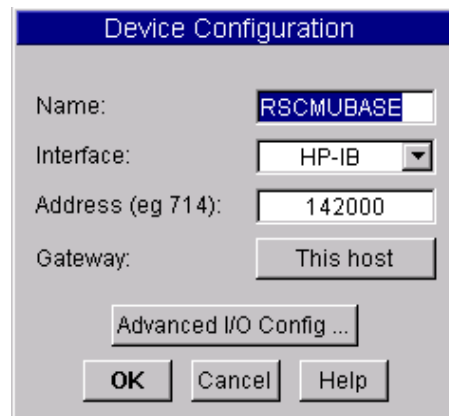 Device Configuration
Name: RSCMUBASE
Interface: HP-IB
Address (eg 714): 142000
Gateway: This host
Advanced I/O Config ...
OK Cancel Help